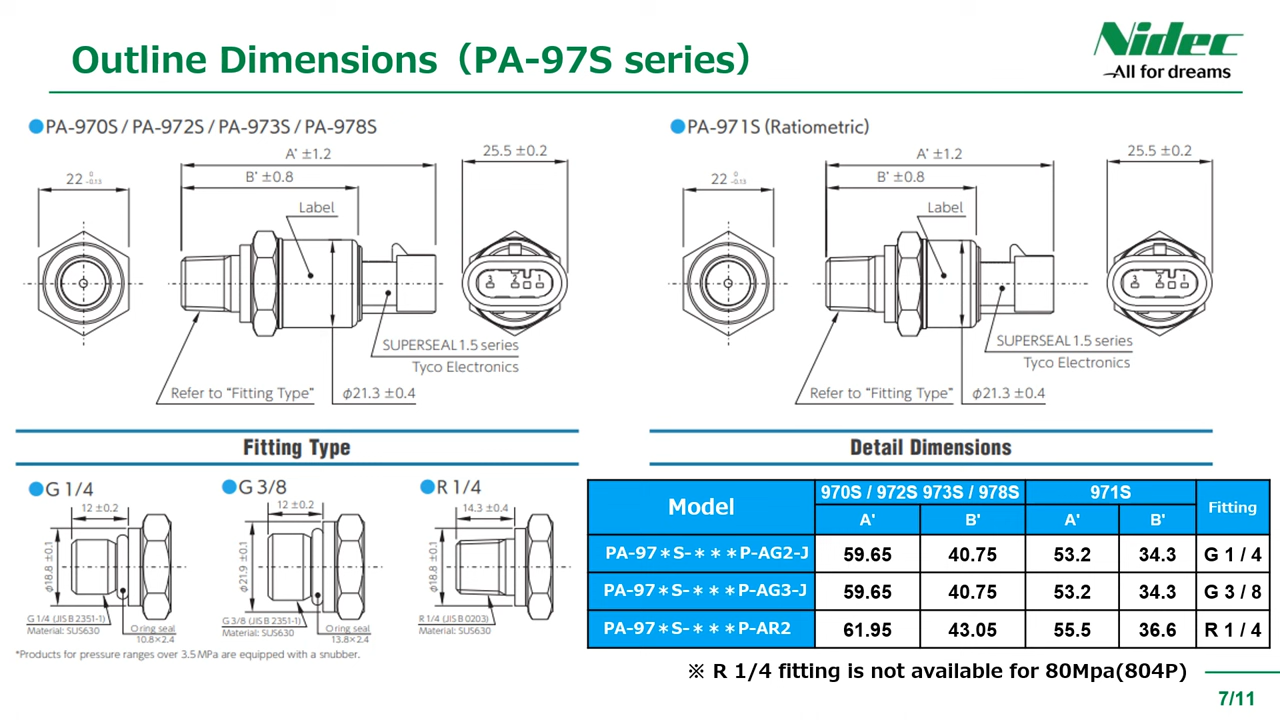 Outline Dimensions（PA-97S series）
Nidec
All for dreams
●PA-970S / PA-972S / PA-973S / PA-978S
A* ±1.2
B* ±0.8
22 0 -0.13
25.5 ±0.2
Label
3 2 1
SUPERSEAL 1.5 series
Tyco Electronics
Refer to “Fitting Type”
φ21.3 ±0.4
●PA-971S (Ratiometric)
A* ±1.2
B* ±0.8
22 0 -0.13
25.5 ±0.2
Label
3 2 1
SUPERSEAL 1.5 series
Tyco Electronics
Refer to “Fitting Type”
φ21.3 ±0.4
Fitting Type
●G 1/4
12 ±0.2
φ18.8 ±0.1
G 1/4 (JIS B 2351-1)
Material: SUS630
O ring seal
10.8×2.4
●G 3/8
12 ±0.2
φ21.9 ±0.1
G 3/8 (JIS B 2351-1)
Material: SUS630
O ring seal
13.8×2.4
●R 1/4
14.3 ±0.4
φ18.8 ±0.1
R 1/4 (JIS B 0203)
Material: SUS630
*Products for pressure ranges over 3.5 MPa are equipped with a snubber.
Detail Dimensions
Model 970S / 972S 973S / 978S 971S Fitting
A' B' A' B'
PA-97＊S-＊＊＊P-AG2-J 59.65 40.75 53.2 34.3 G 1 / 4
PA-97＊S-＊＊＊P-AG3-J 59.65 40.75 53.2 34.3 G 3 / 8
PA-97＊S-＊＊＊P-AR2 61.95 43.05 55.5 36.6 R 1 / 4
※ R 1/4 fitting is not available for 80Mpa(804P)
7/11